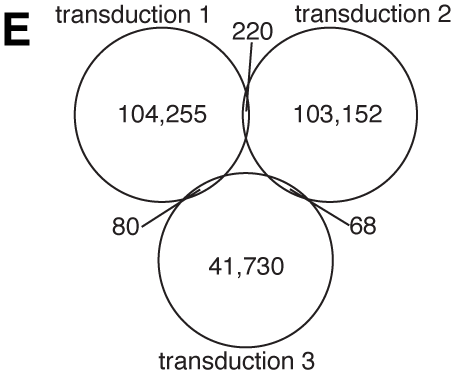 E
transduction 1
transduction 2
220
104,255
103,152
80
68
41,730
transduction 3